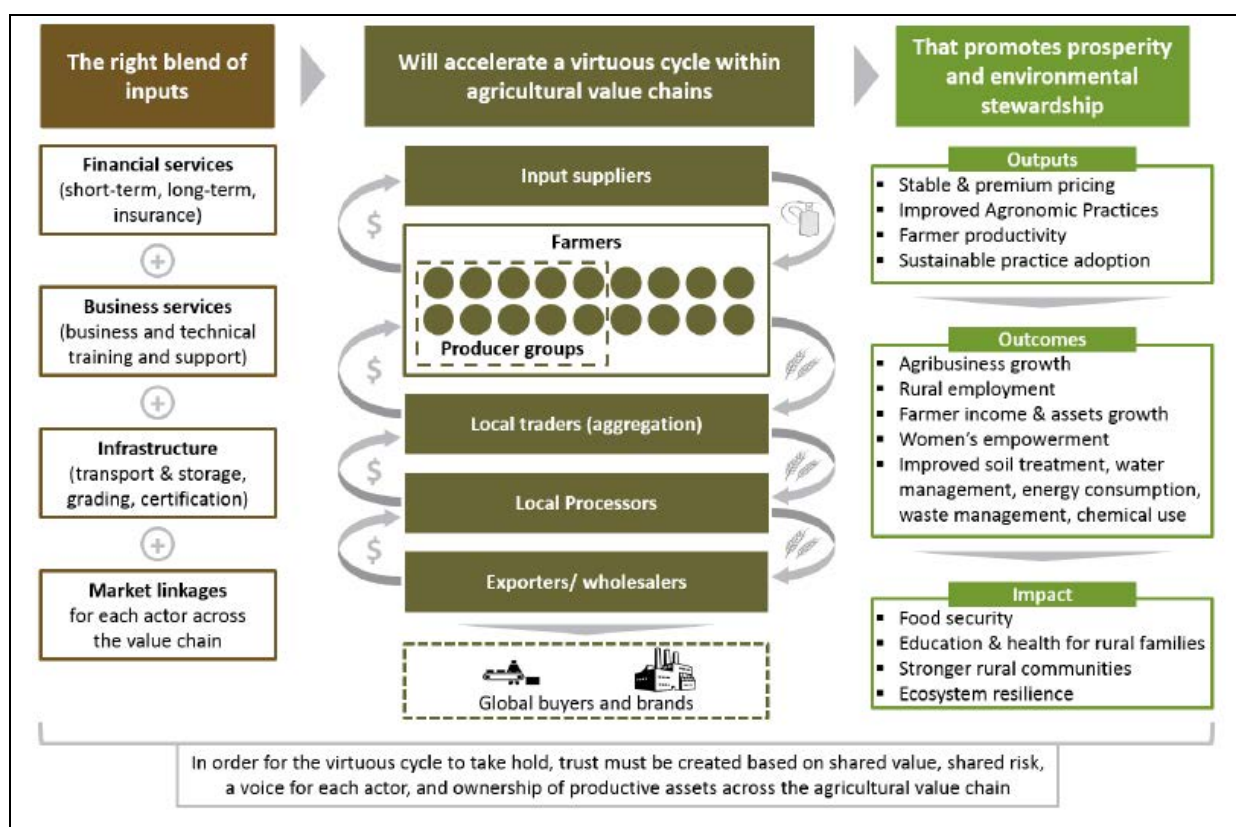 The right blend of
inputs
Will accelerate a virtuous cycle within
agricultural value chains
That promotes prosperity
and environmental
stewardship
Financial services
(short-term, long-term,
insurance)
+
Business services
(business and technical
training and support)
+
Infrastructure
(transport & storage,
grading, certification)
+
Market linkages
for each actor across
the value chain
Input suppliers
$
Farmers
Producer groups
$
Local traders (aggregation)
$
Local Processors
$
Exporters/ wholesalers
Global buyers and brands
Outputs
▪ Stable & premium pricing
▪ Improved Agronomic Practices
▪ Farmer productivity
▪ Sustainable practice adoption
Outcomes
▪ Agribusiness growth
▪ Rural employment
▪ Farmer income & assets growth
▪ Women’s empowerment
▪ Improved soil treatment, water
management, energy consumption,
waste management, chemical use
Impact
▪ Food security
▪ Education & health for rural families
▪ Stronger rural communities
▪ Ecosystem resilience
In order for the virtuous cycle to take hold, trust must be created based on shared value, shared risk,
a voice for each actor, and ownership of productive assets across the agricultural value chain